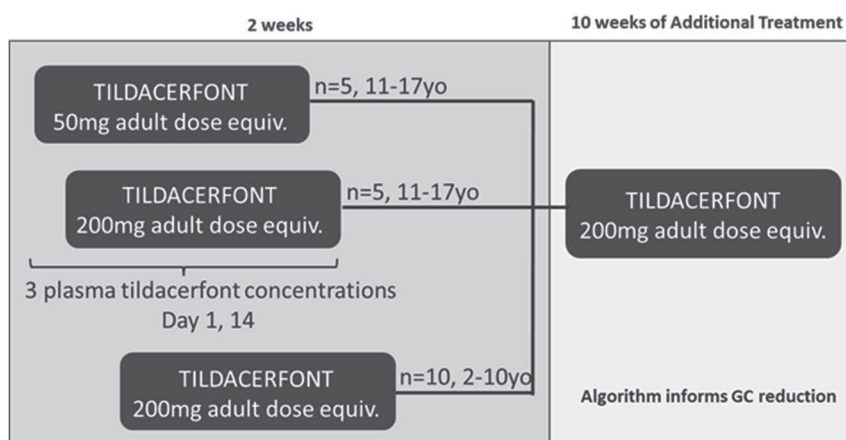 2 weeks
10 weeks of Additional Treatment
TILDACERFONT
50mg adult dose equiv.
n=5, 11-17yo
TILDACERFONT
200mg adult dose equiv.
n=5, 11-17yo
TILDACERFONT
200mg adult dose equiv.
3 plasma tildacerfont concentrations
Day 1, 14
TILDACERFONT
200mg adult dose equiv.
n=10, 2-10yo
Algorithm informs GC reduction